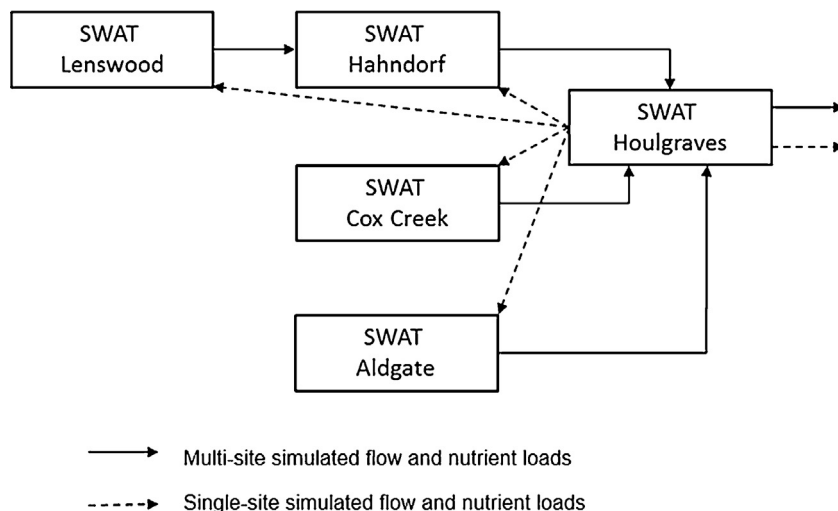 SWAT
Lenswood
SWAT
Hahndorf
SWAT
Houlgraves
SWAT
Cox Creek
SWAT
Aldgate
Multi-site simulated flow and nutrient loads
Single-site simulated flow and nutrient loads